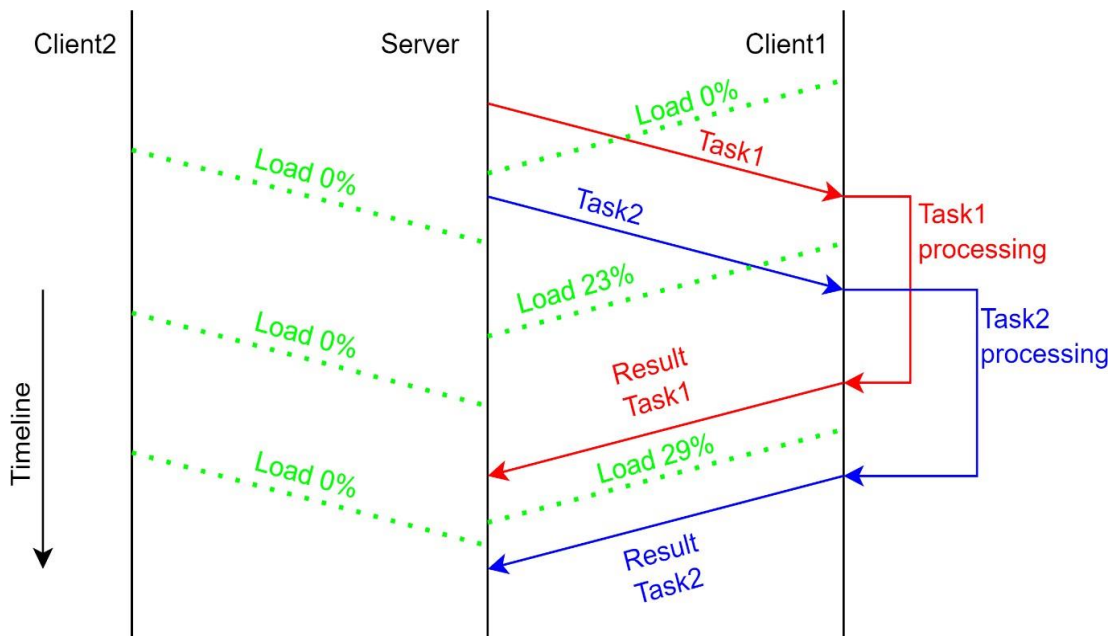 Client2
Server
Client1
Load 0%
Task1
Load 0%
Task2
Task1
processing
Load 23%
Load 0%
Task2
processing
Result
Task1
Timeline
Load 29%
Load 0%
Result
Task2